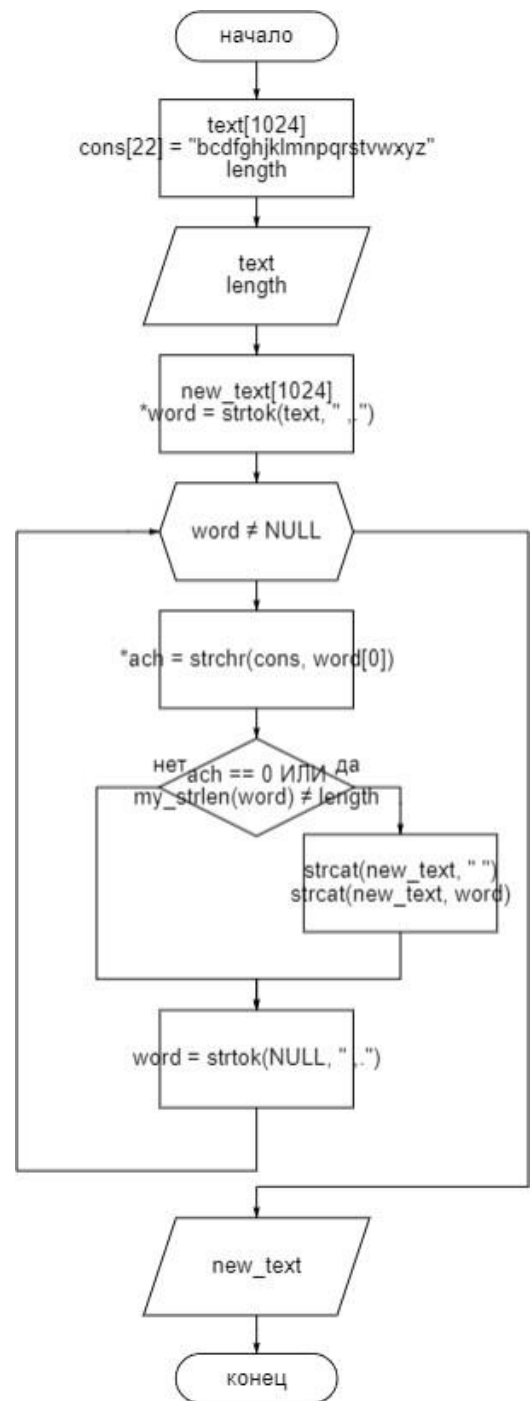 начало
text[1024]
cons[22] = "bcdfghjklmnpqrstvwxyz"
length
text
length
new_text[1024]
*word = strtok(text, " ,.")
word ≠ NULL
*ach = strchr(cons, word[0])
нет
да
ach == 0 ИЛИ
my_strlen(word) ≠ length
strcat(new_text, " ")
strcat(new_text, word)
word = strtok(NULL, " ,.")
new_text
конец